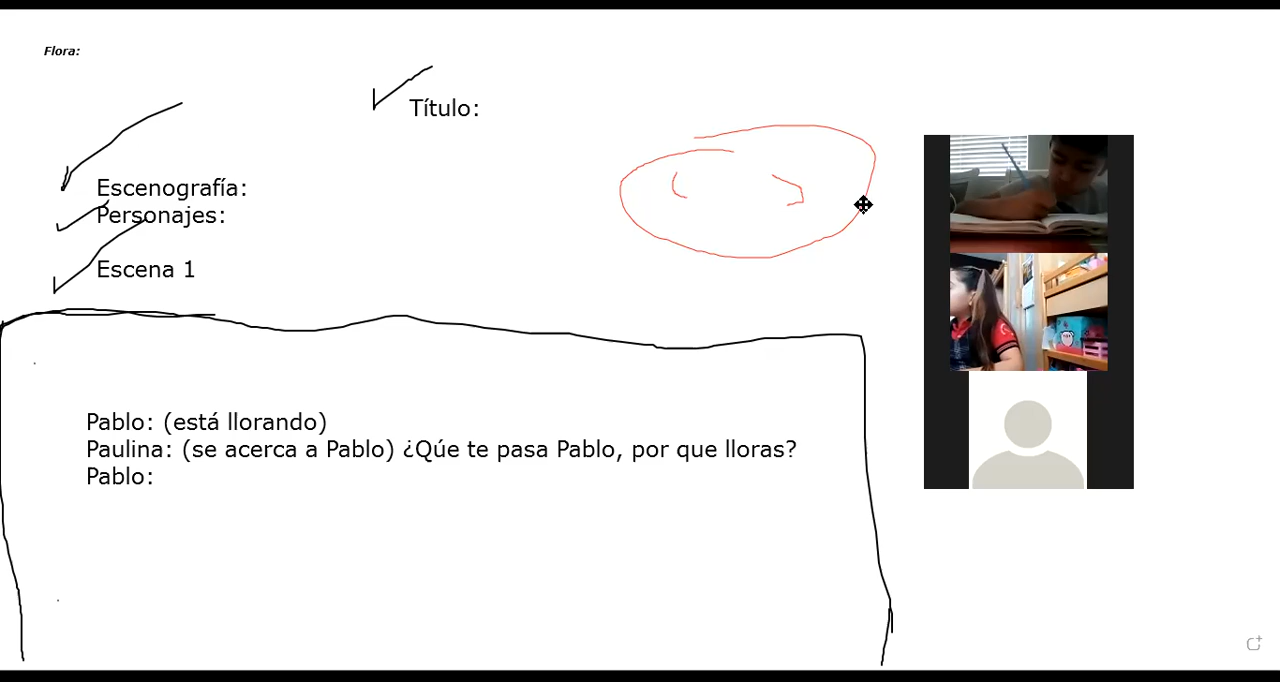 Flora:
Título:
Escenografía:
Personajes:
Escena 1
Pablo: (está llorando)
Paulina: (se acerca a Pablo) ¿Qúe te pasa Pablo, por que lloras?
Pablo: